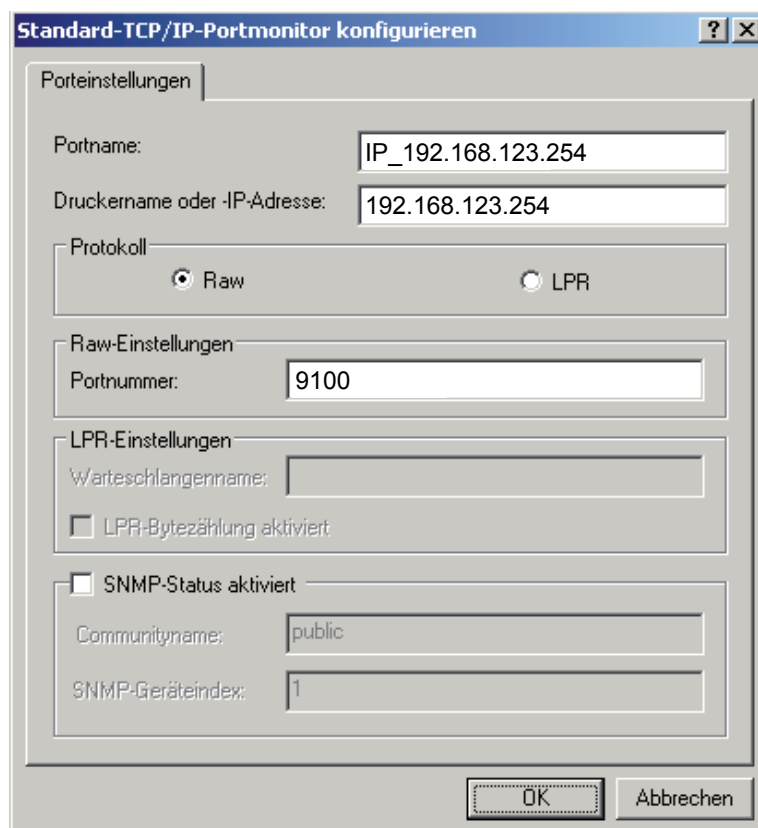 Standard-TCP/IP-Portmonitor konfigurieren
Porteinstellungen
Portname: IP_192.168.123.254
Druckername oder -IP-Adresse: 192.168.123.254
Protokoll
Raw LPR
Raw-Einstellungen
Portnummer: 9100
LPR-Einstellungen
Warteschlangenname:
LPR-Bytezählung aktiviert
SNMP-Status aktiviert
Communityname: public
SNMP-Geräteindex: 1
OK Abbrechen